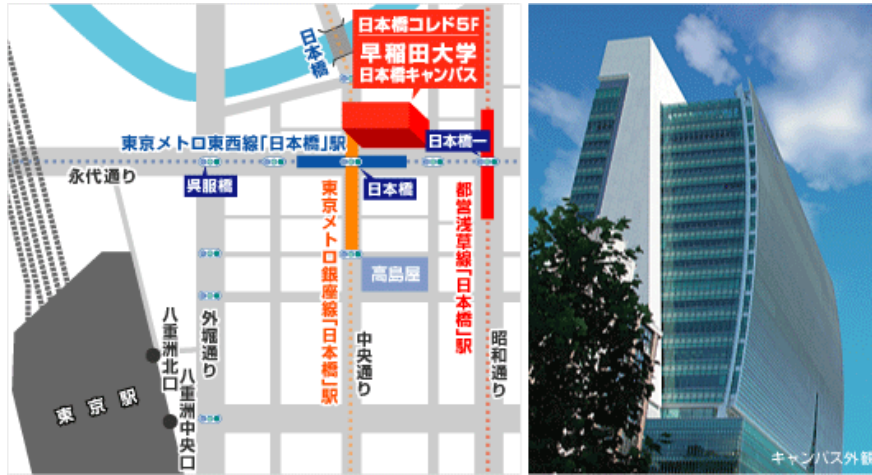 日本橋コレド5F
早稲田大学
日本橋キャンパス
日本橋
東京メトロ東西線「日本橋」駅
日本橋一
永代通り
呉服橋
日本橋
東京メトロ銀座線「日本橋」駅
都営浅草線「日本橋」駅
高島屋
八重洲北口
外堀通り
中央通り
昭和通り
東京駅
八重洲中央口
キャンパス外観